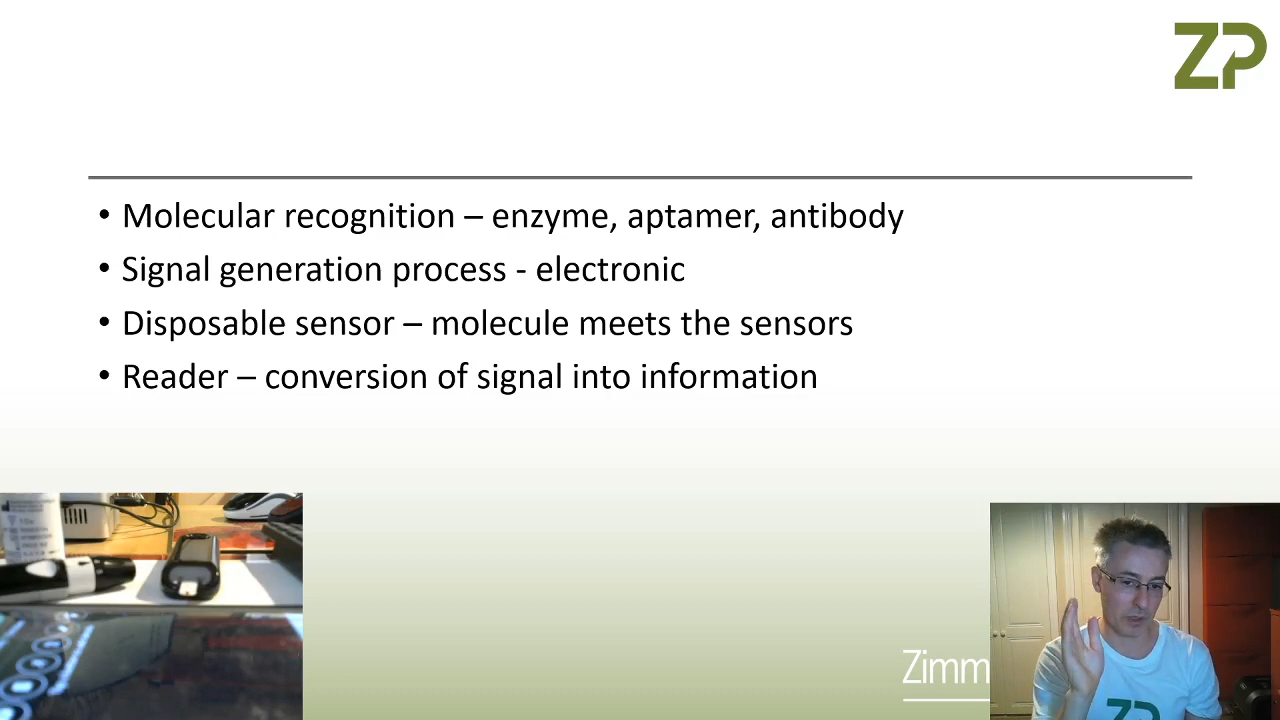 ZP
• Molecular recognition – enzyme, aptamer, antibody
• Signal generation process - electronic
• Disposable sensor – molecule meets the sensors
• Reader – conversion of signal into information
Zimm
ZP